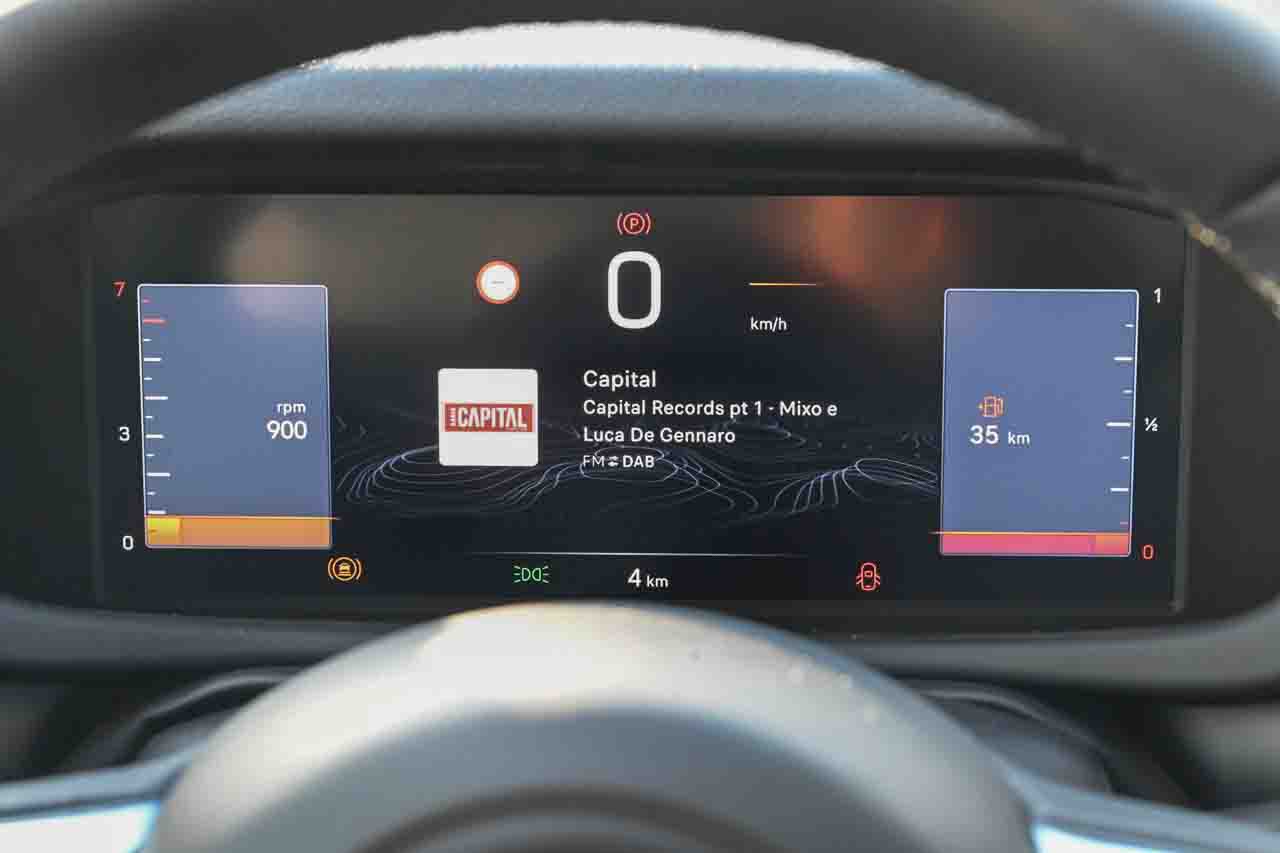 P
7
0
1
km/h
Capital
CAPITAL
Capital Records pt 1 - Mixo e
rpm
900
3
½
Luca De Gennaro
35 km
FM DAB
0
0
4 km